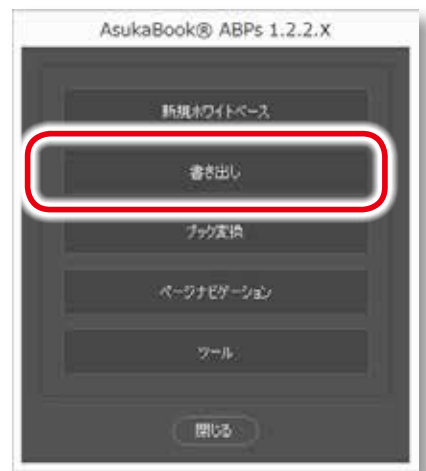 AsukaBook® ABPs 1.2.2.X
新規ホワイトベース
書き出し
ブック変換
ページナビゲーション
ツール
閉じる